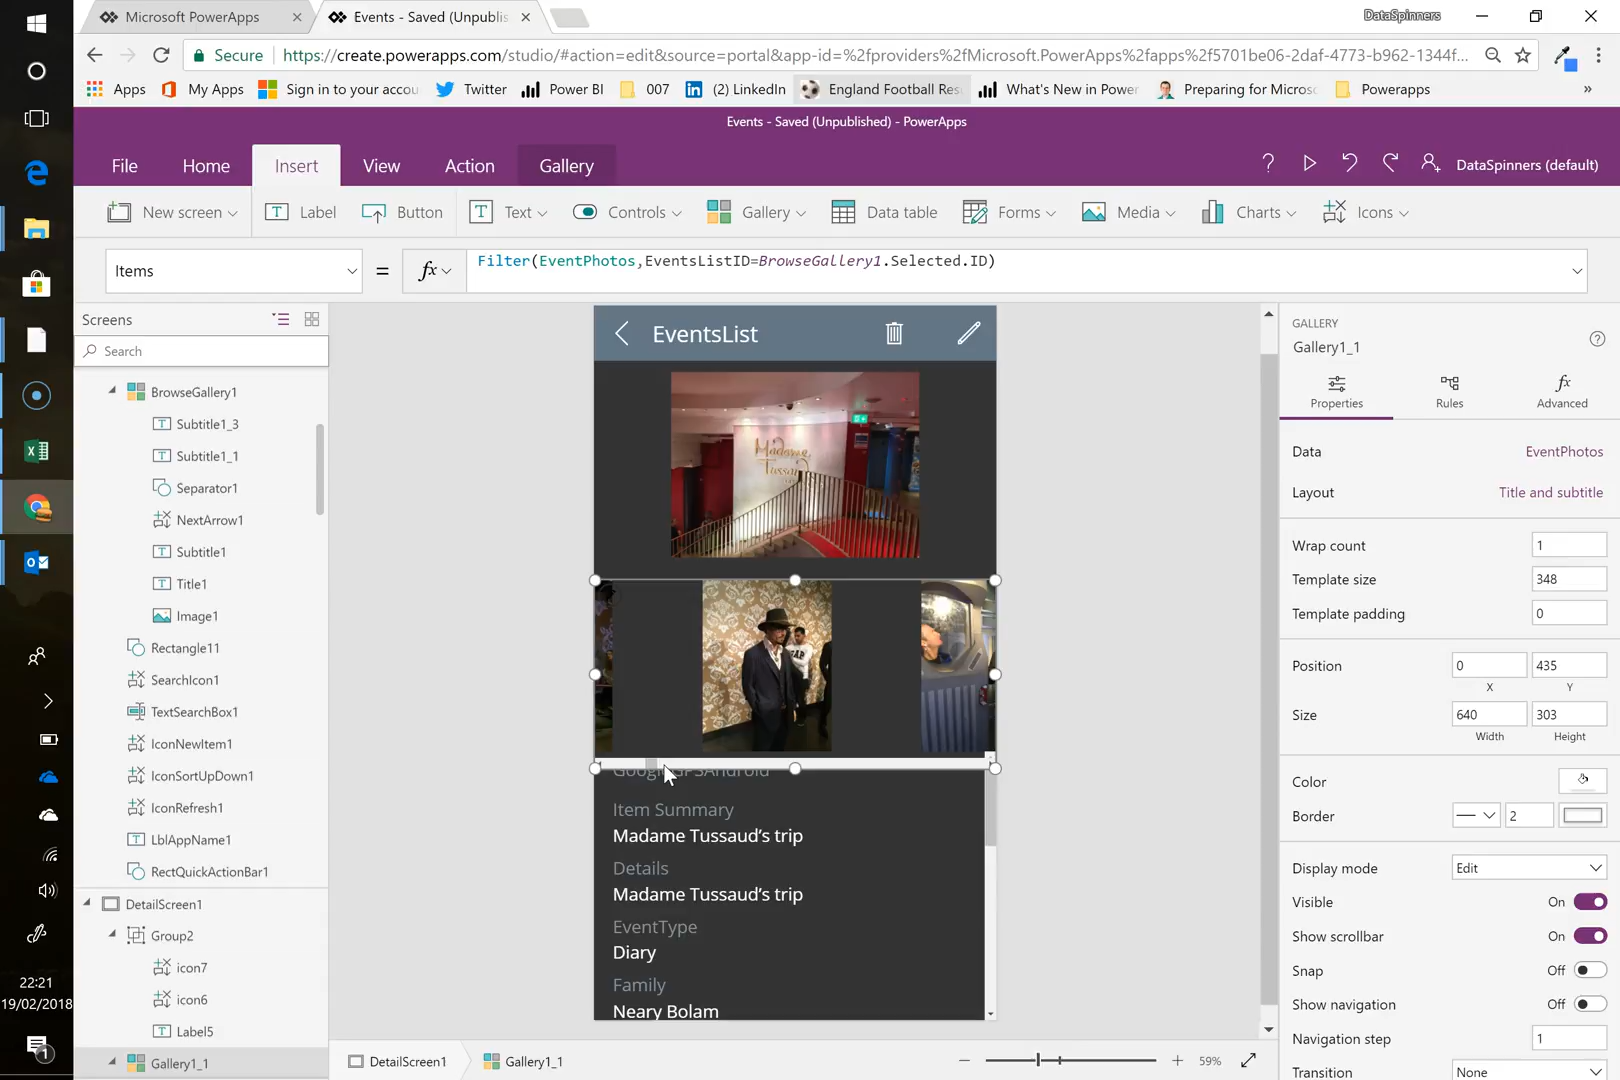 Microsoft PowerApps
Events - Saved (Unpublis
DataSpinners
Secure
https://create.powerapps.com/studio/#action=edit&source=portal&app-id=%2fproviders%2fMicrosoft.PowerApps%2fapps%2f5701be06-2daf-4773-b962-1344f...
Apps
My Apps
Sign in to your accou
Twitter
Power BI
007
(2) LinkedIn
England Football Res
What's New in Power
Preparing for Micros
Powerapps
»
Events - Saved (Unpublished) - PowerApps
File
Home
Insert
View
Action
Gallery
DataSpinners (default)
New screen
Label
Button
Text
Controls
Gallery
Data table
Forms
Media
Charts
Icons
Items
=
fx
Filter(EventPhotos,EventsListID=BrowseGallery1.Selected.ID)
Screens
Search
BrowseGallery1
Subtitle1_3
Subtitle1_1
Separator1
NextArrow1
Subtitle1
Title1
Image1
Rectangle11
SearchIcon1
TextSearchBox1
IconNewItem1
IconSortUpDown1
IconRefresh1
LblAppName1
RectQuickActionBar1
DetailScreen1
Group2
icon7
icon6
Label5
Gallery1_1
EventsList
Madame
Tussauds
GAP
GoogleGPSAndroid
Item Summary
Madame Tussaud's trip
Details
Madame Tussaud's trip
EventType
Diary
Family
Neary Bolam
DetailScreen1
Gallery1_1
59%
GALLERY
Gallery1_1
Properties
Rules
fx
Advanced
Data
EventPhotos
Layout
Title and subtitle
Wrap count
1
Template size
348
Template padding
0
Position
0
435
X
Y
Size
640
303
Width
Height
Color
Border
2
Display mode
Edit
Visible
On
Show scrollbar
On
Snap
Off
Show navigation
Off
Navigation step
1
Transition
None
22:21
19/02/2018
1